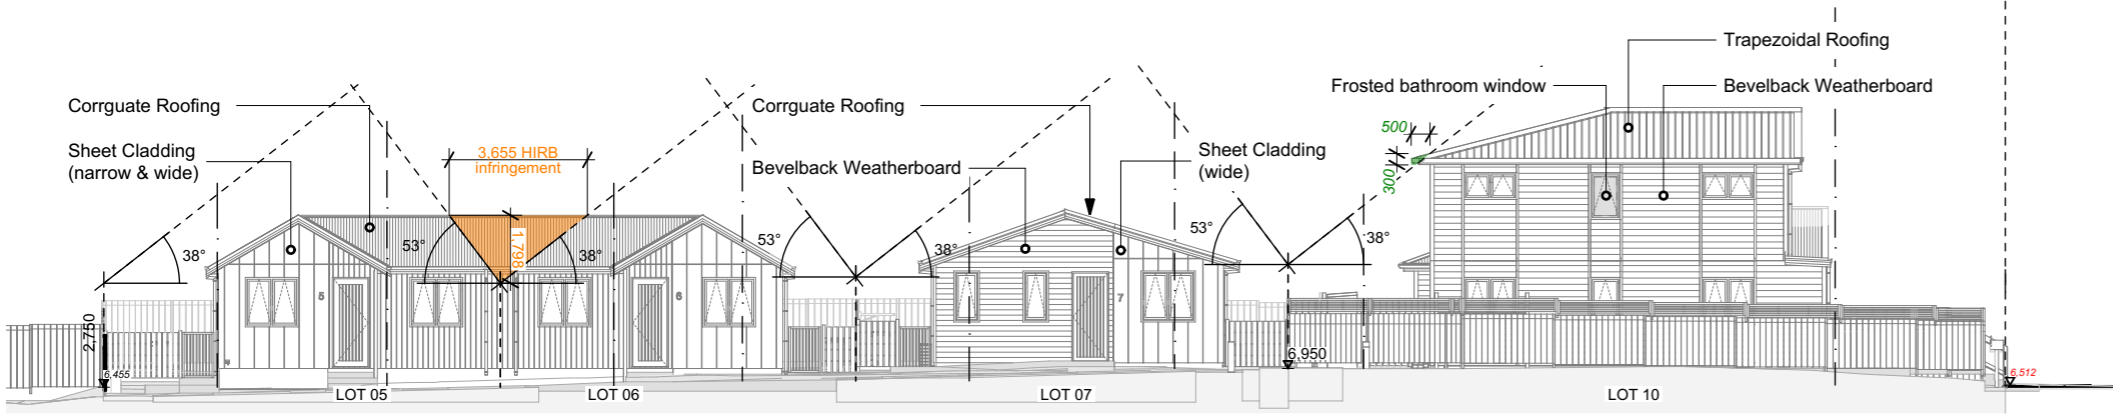 Trapezoidal Roofing
Frosted bathroom window
Bevelback Weatherboard
Corrguate Roofing
Corrguate Roofing
500
300
Sheet Cladding
(narrow & wide)
3,655 HIRB
infringement
Bevelback Weatherboard
Sheet Cladding
(wide)
38°
53°
1,798
38°
53°
38°
53°
38°
5
6
7
2,750
6,455
6,950
6,512
LOT 05
LOT 06
LOT 07
LOT 10